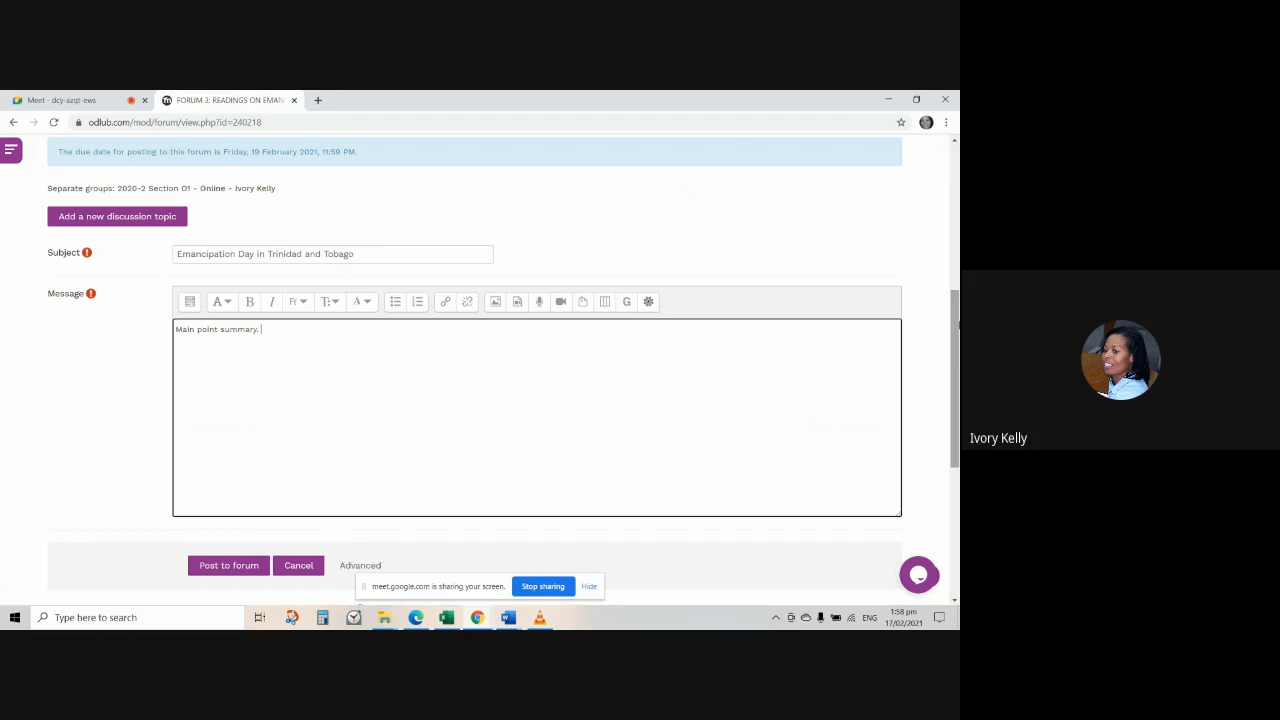 Meet - dcy-azqt-ews
FORUM 3: READINGS ON EMAN
odlub.com/mod/forum/view.php?id=240218
The due date for posting to this forum is Friday, 19 February 2021, 11:59 PM.
Separate groups: 2020-2 Section 01 - Online - Ivory Kelly
Add a new discussion topic
Subject
Emancipation Day in Trinidad and Tobago
Message
Main point summary.
Post to forum
Cancel
Advanced
meet.google.com is sharing your screen.
Stop sharing
Hide
Type here to search
ENG
1:58 pm
17/02/2021
Ivory Kelly